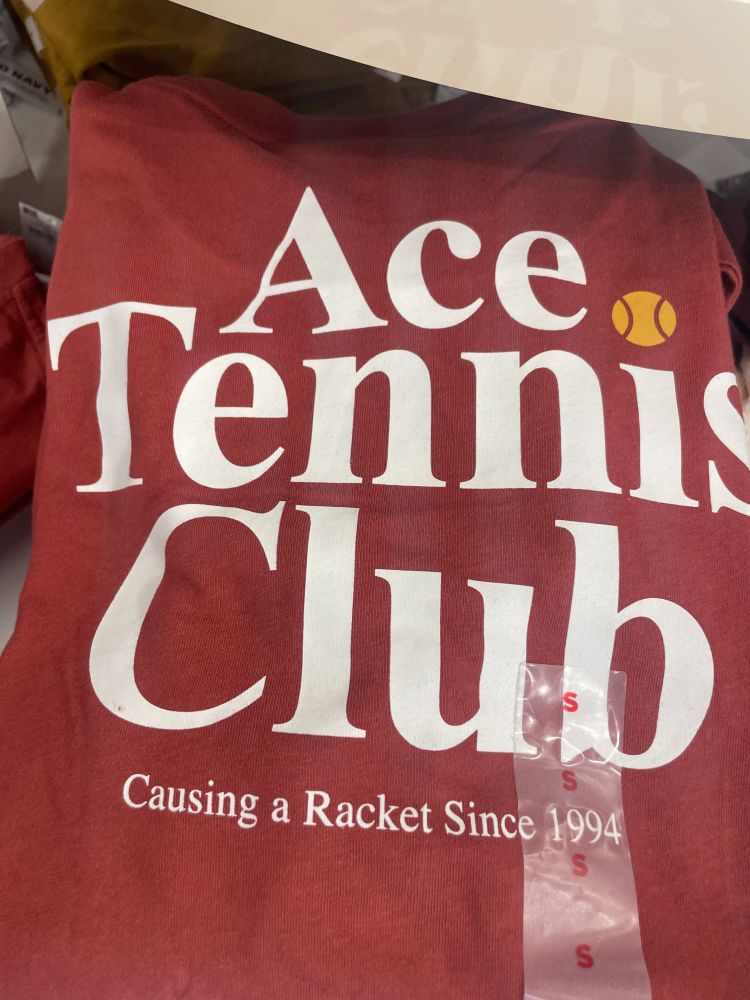 Ace
Tennis
Club
Causing a Racket Since 1994
S
S
S
S